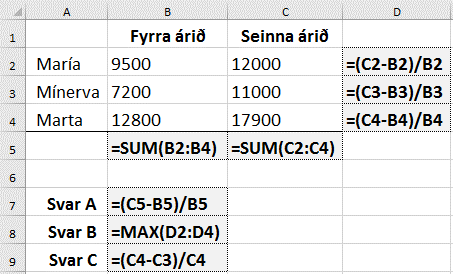 A B C D
1 Fyrra árið Seinna árið
2 María 9500 12000 =(C2-B2)/B2
3 Mínerva 7200 11000 =(C3-B3)/B3
4 Marta 12800 17900 =(C4-B4)/B4
5 =SUM(B2:B4) =SUM(C2:C4)
6
7 Svar A =(C5-B5)/B5
8 Svar B =MAX(D2:D4)
9 Svar C =(C4-C3)/C4